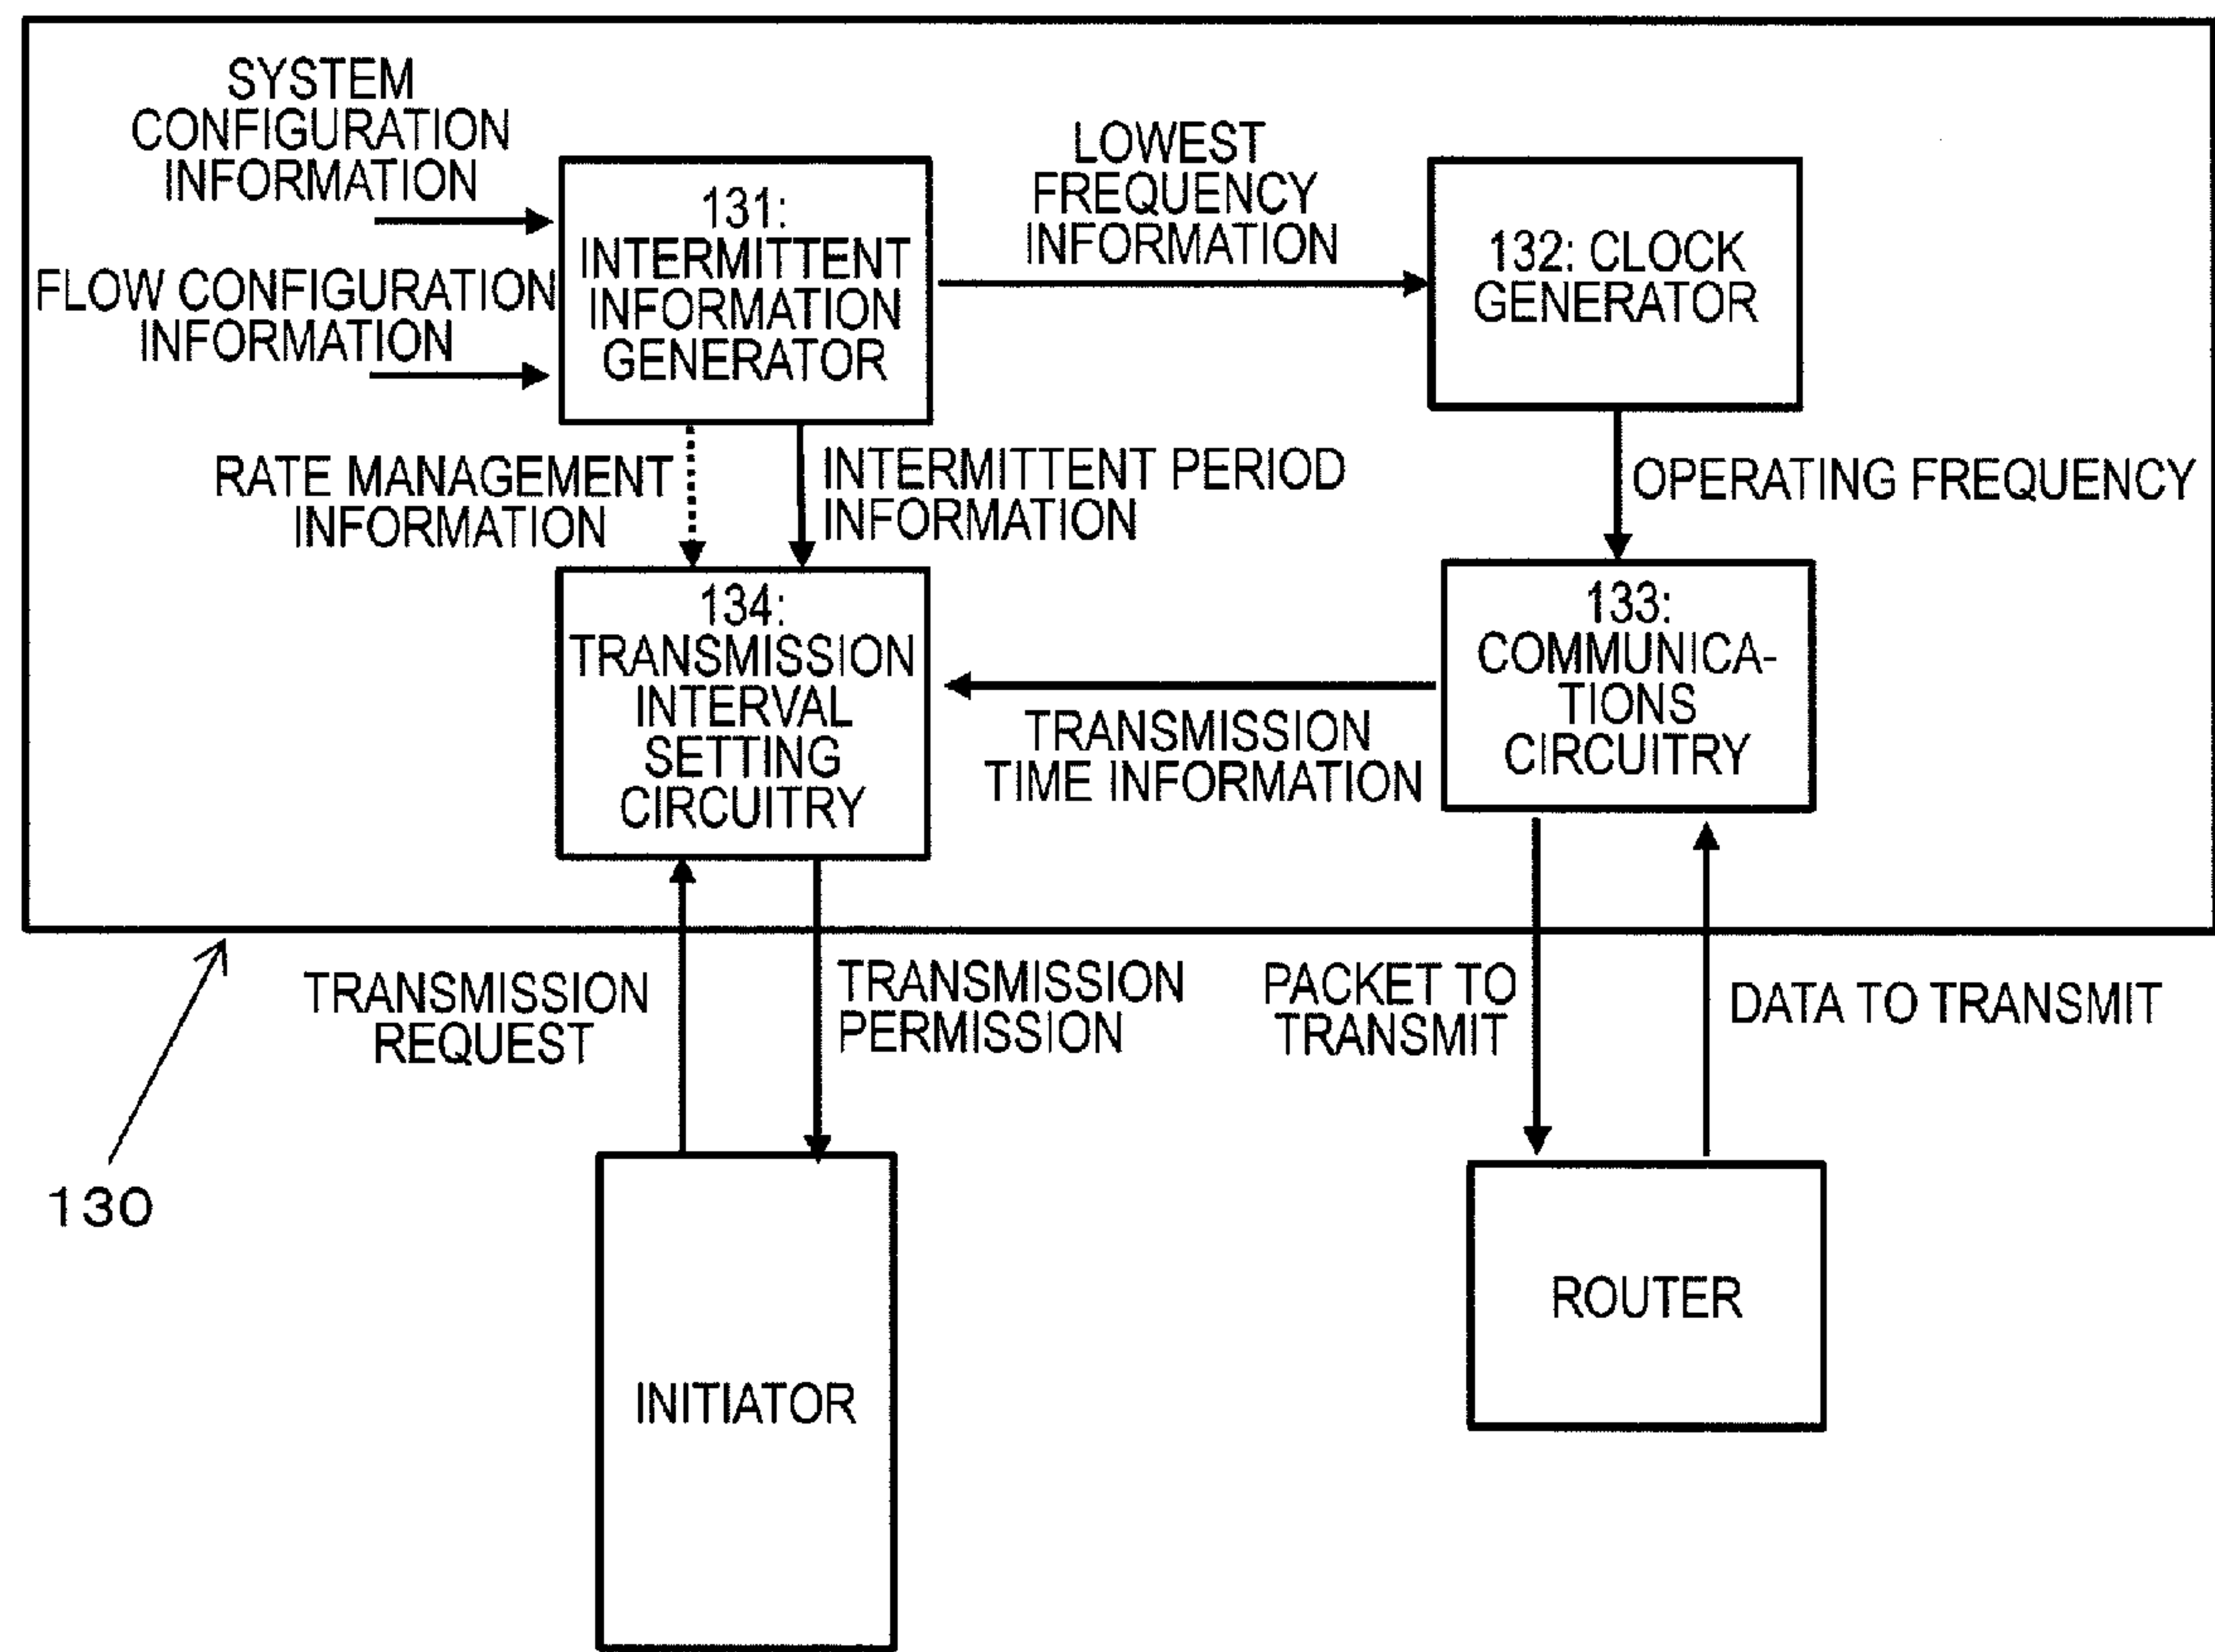 SYSTEM
CONFIGURATION
INFORMATION
FLOW CONFIGURATION
INFORMATION
131:
INTERMITTENT
INFORMATION
GENERATOR
LOWEST
FREQUENCY
INFORMATION
132: CLOCK
GENERATOR
RATE MANAGEMENT
INFORMATION
INTERMITTENT PERIOD
INFORMATION
OPERATING FREQUENCY
134:
TRANSMISSION
INTERVAL
SETTING
CIRCUITRY
TRANSMISSION
TIME INFORMATION
133:
COMMUNICA-
TIONS
CIRCUITRY
TRANSMISSION
REQUEST
TRANSMISSION
PERMISSION
PACKET TO
TRANSMIT
DATA TO TRANSMIT
130
INITIATOR
ROUTER